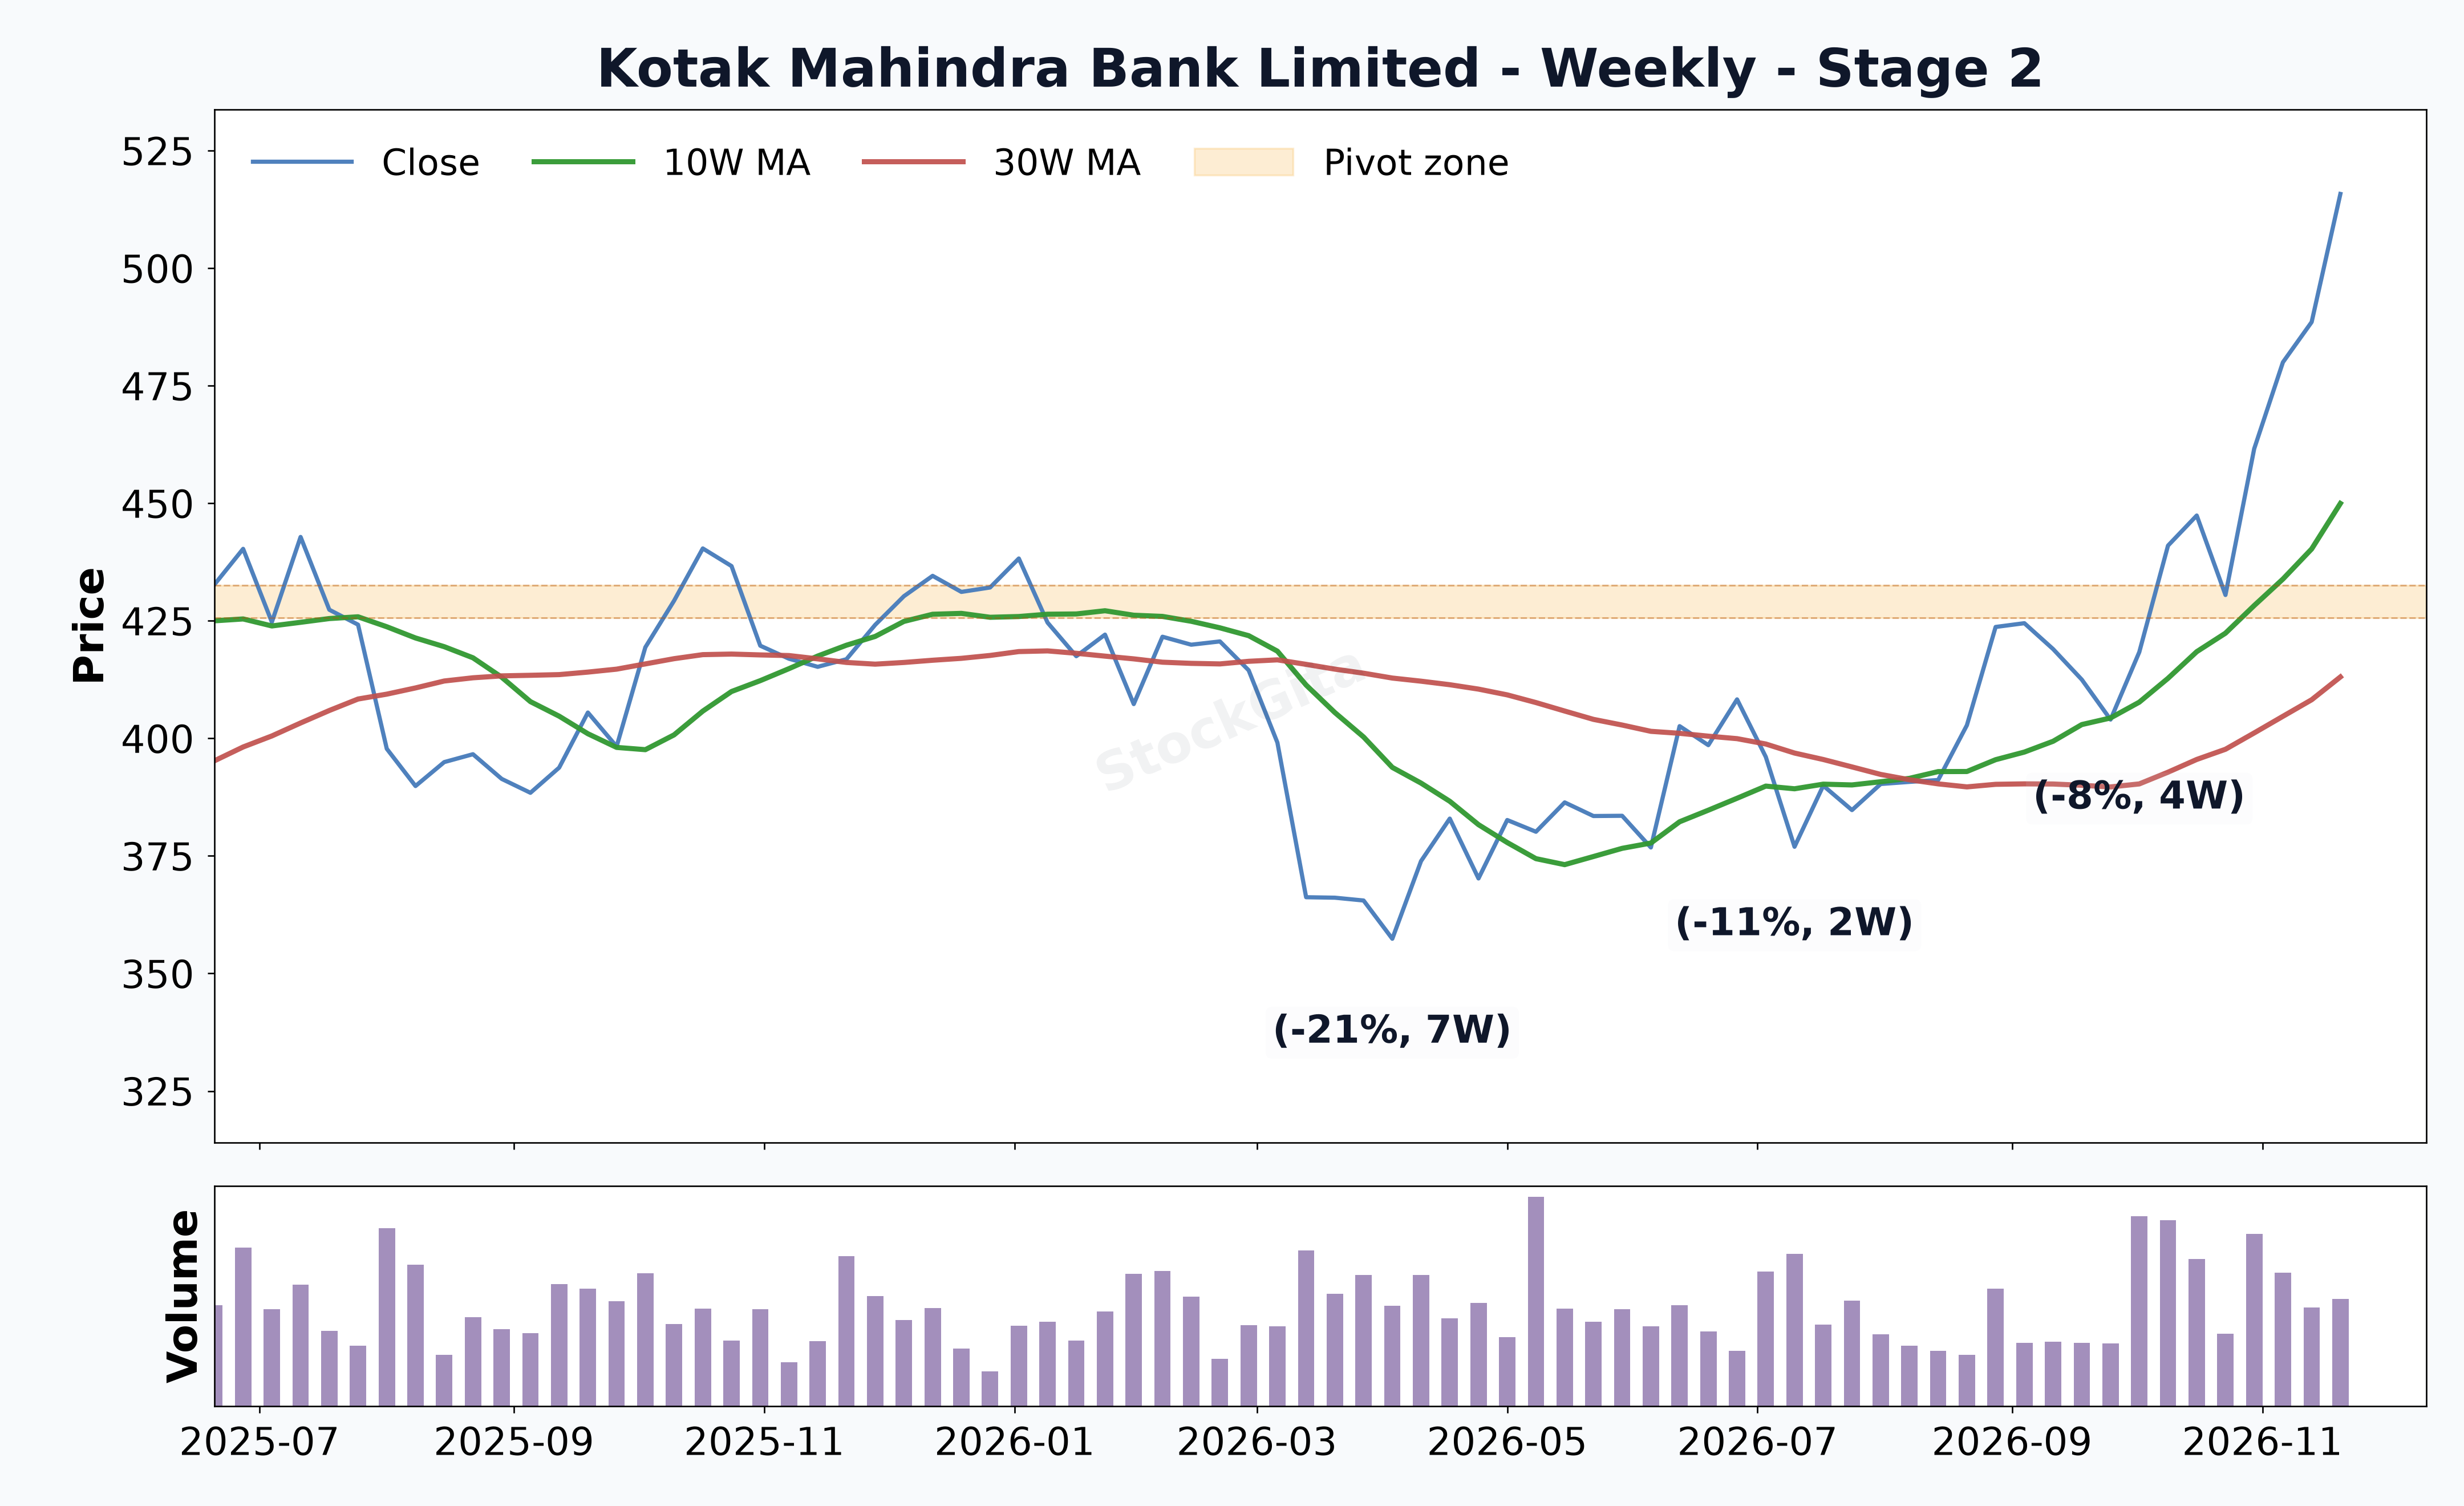 Kotak Mahindra Bank Limited - Weekly - Stage 2
Close 10W MA 30W MA Pivot zone
525
500
475
450
425
400
375
350
325
Price
StockGita
(-8%, 4W)
(-11%, 2W)
(-21%, 7W)
Volume
2025-07 2025-09 2025-11 2026-01 2026-03 2026-05 2026-07 2026-09 2026-11